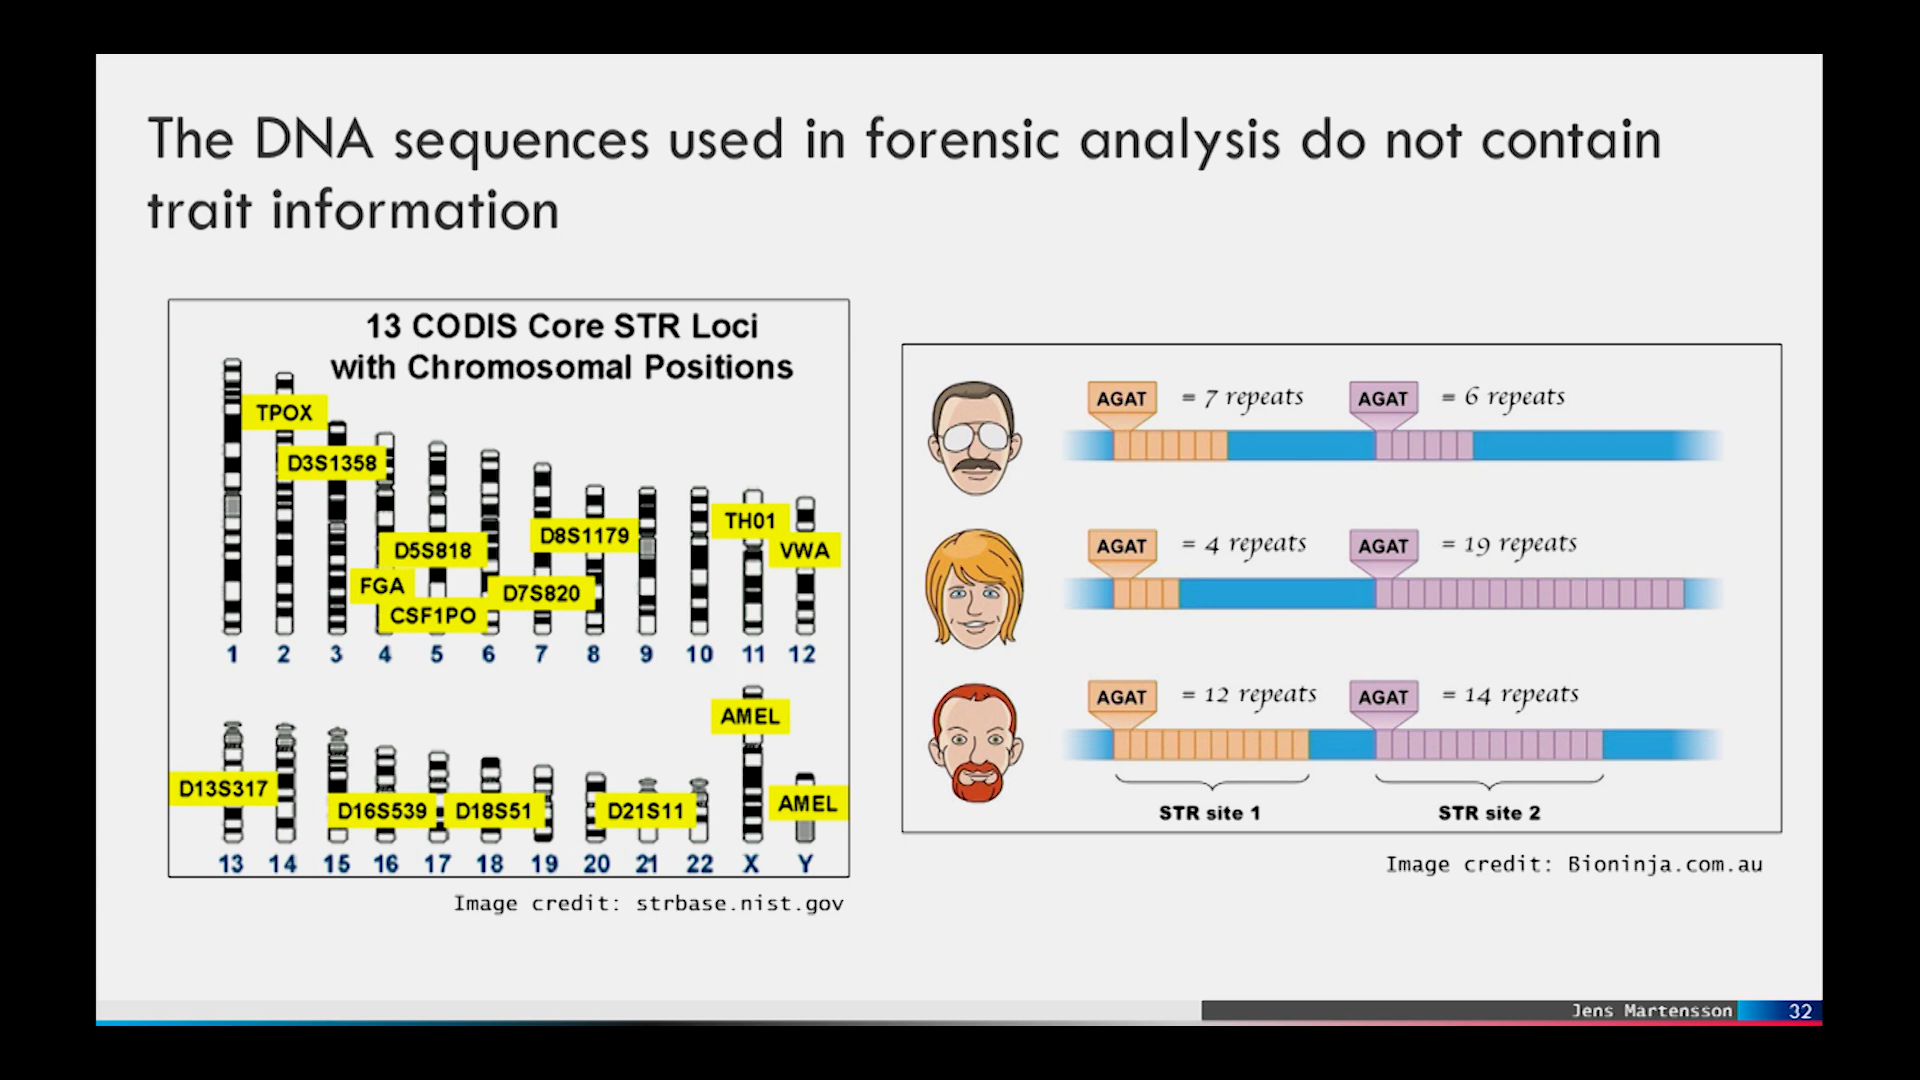 The DNA sequences used in forensic analysis do not contain
trait information
13 CODIS Core STR Loci
with Chromosomal Positions
TPOX
D3S1358
TH01
D8S1179
D5S818
VWA
FGA
D7S820
CSF1PO
1 2 3 4 5 6 7 8 9 10 11 12
AMEL
D13S317
AMEL
D16S539
D18S51
D21S11
13 14 15 16 17 18 19 20 21 22 X Y
Image credit: strbase.nist.gov
AGAT = 7 repeats AGAT = 6 repeats
AGAT = 4 repeats AGAT = 19 repeats
AGAT = 12 repeats AGAT = 14 repeats
STR site 1 STR site 2
Image credit: Bioninja.com.au
Jens Martensson 32